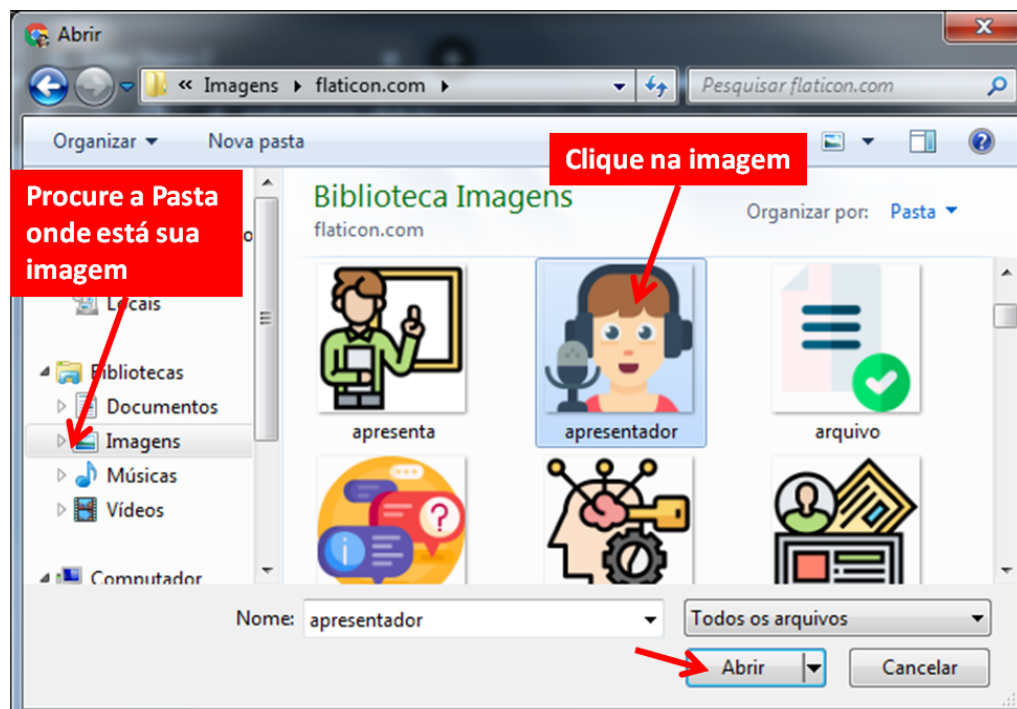 Abrir
« Imagens ▸ flaticon.com ▸
Pesquisar flaticon.com
Organizar
Nova pasta
Clique na imagem
Procure a Pasta
onde está sua
imagem
Biblioteca Imagens
flaticon.com
Organizar por: Pasta
Locais
Bibliotecas
Documentos
Imagens
Músicas
Vídeos
Computador
apresenta
apresentador
arquivo
Nome: apresentador
Todos os arquivos
Abrir
Cancelar